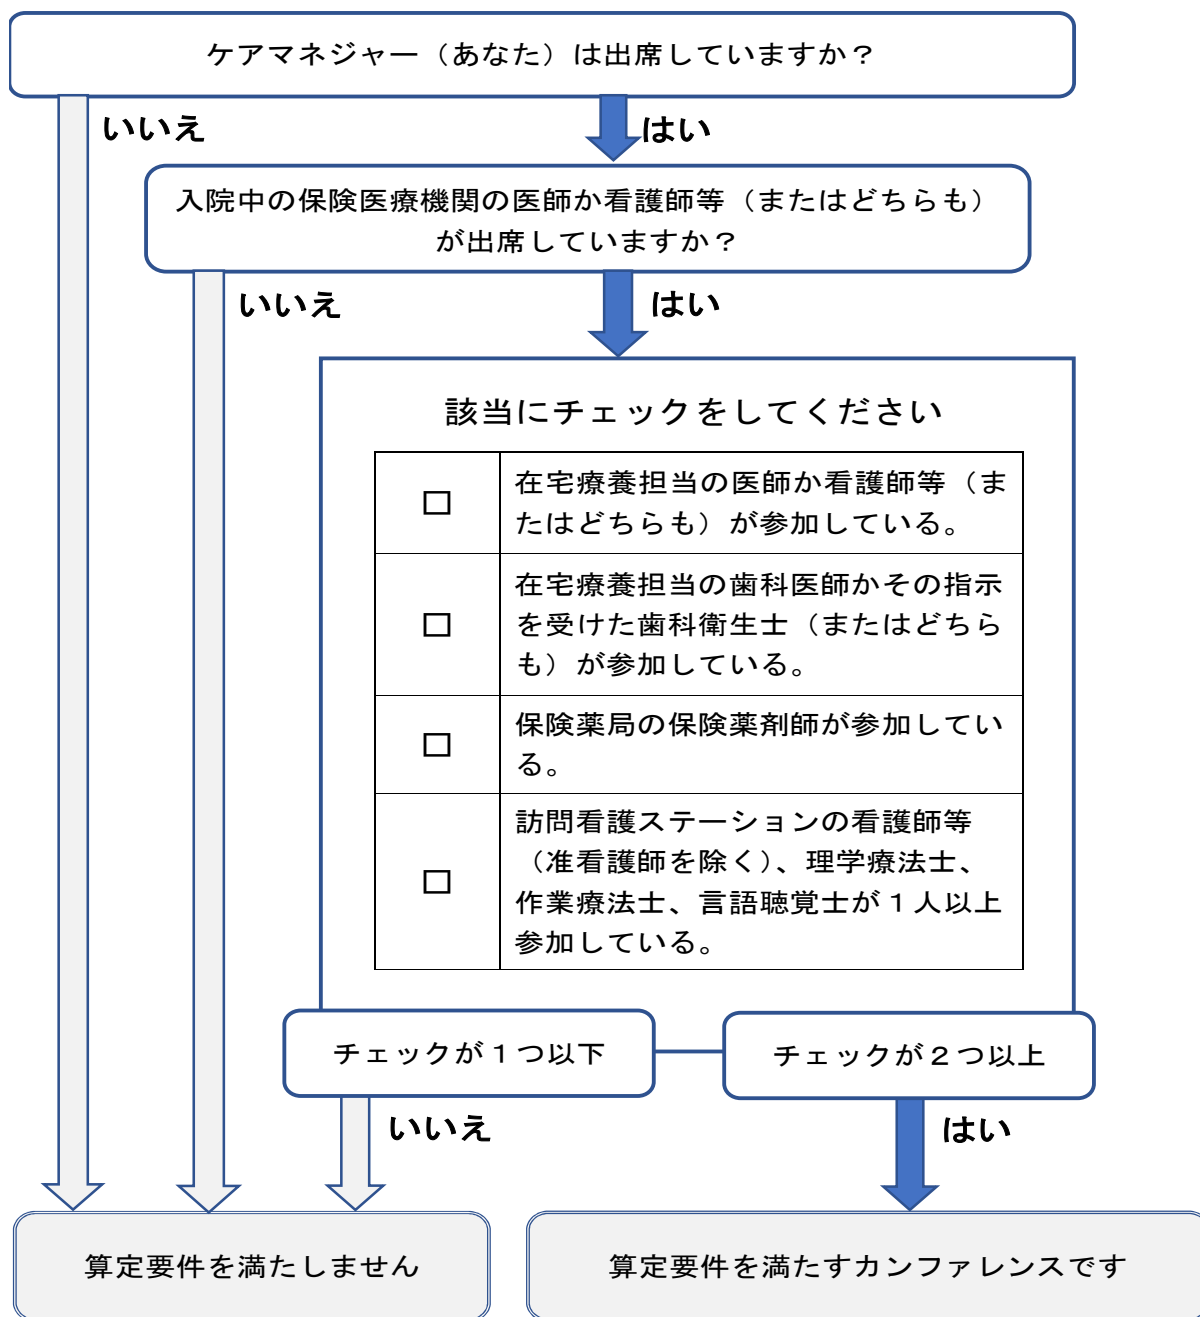 ケアマネジャー（あなた）は出席していますか？
いいえ
はい
入院中の保険医療機関の医師か看護師等（またはどちらも）
が出席していますか？
いいえ
はい
該当にチェックをしてください
□
在宅療養担当の医師か看護師等（ま
たはどちらも）が参加している。
□
在宅療養担当の歯科医師かその指示
を受けた歯科衛生士（またはどちら
も）が参加している。
□
保険薬局の保険薬剤師が参加してい
る。
□
訪問看護ステーションの看護師等
（准看護師を除く）、理学療法士、
作業療法士、言語聴覚士が１人以上
参加している。
チェックが１つ以下
チェックが２つ以上
いいえ
はい
算定要件を満たしません
算定要件を満たすカンファレンスです